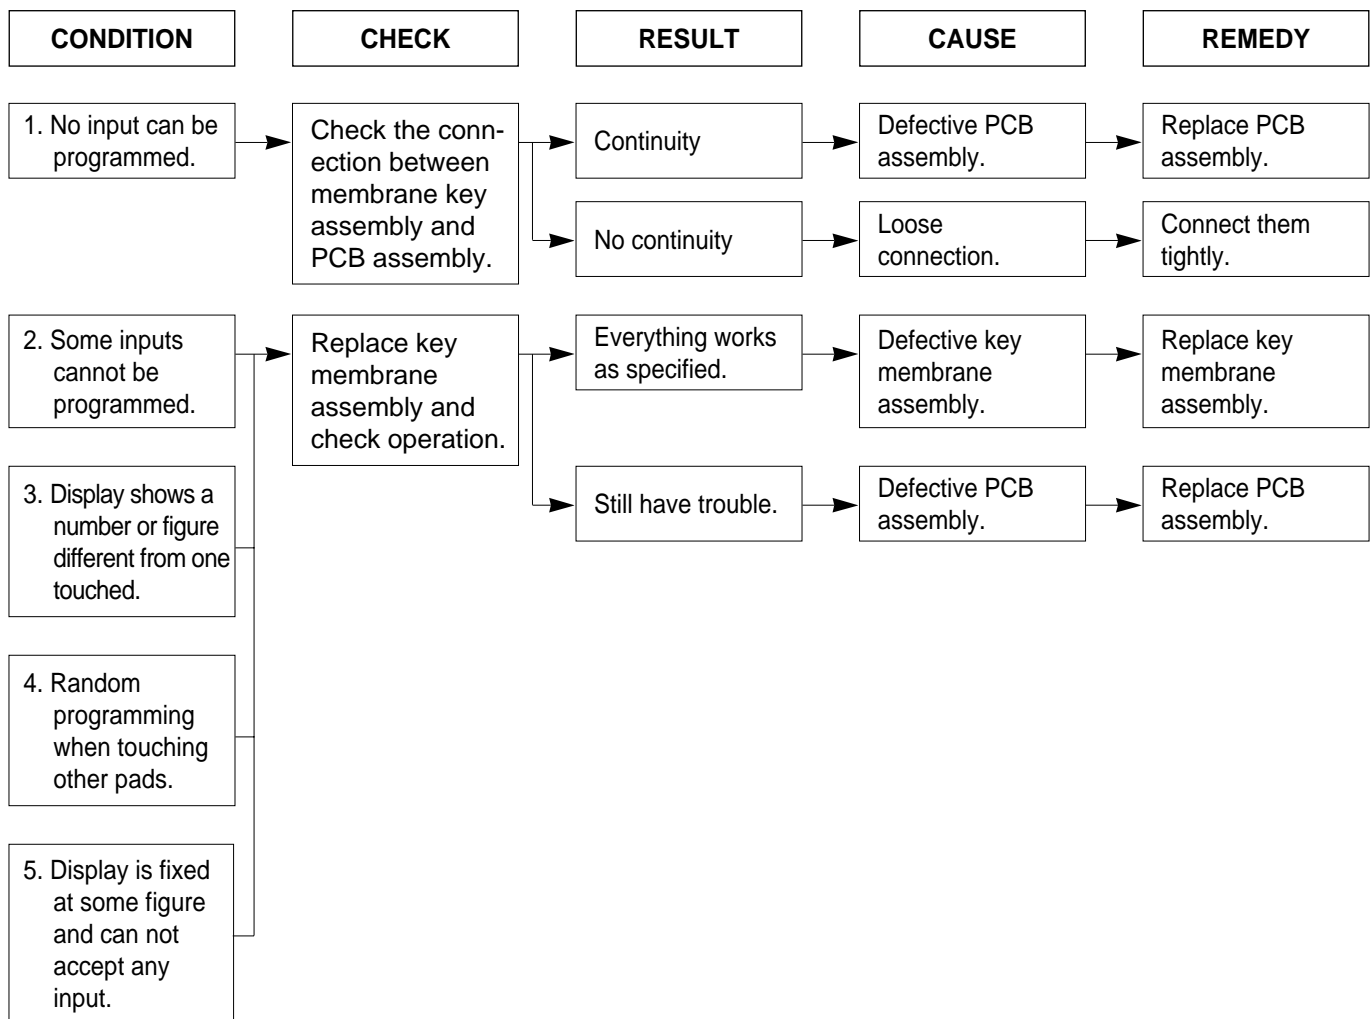 CONDITION
CHECK
RESULT
CAUSE
REMEDY
1. No input can be
programmed.
Check the conn-
ection between
membrane key
assembly and
PCB assembly.
Continuity
Defective PCB
assembly.
Replace PCB
assembly.
No continuity
Loose
connection.
Connect them
tightly.
2. Some inputs
cannot be
programmed.
Replace key
membrane
assembly and
check operation.
Everything works
as specified.
Defective key
membrane
assembly.
Replace key
membrane
assembly.
Still have trouble.
Defective PCB
assembly.
Replace PCB
assembly.
3. Display shows a
number or figure
different from one
touched.
4. Random
programming
when touching
other pads.
5. Display is fixed
at some figure
and can not
accept any
input.